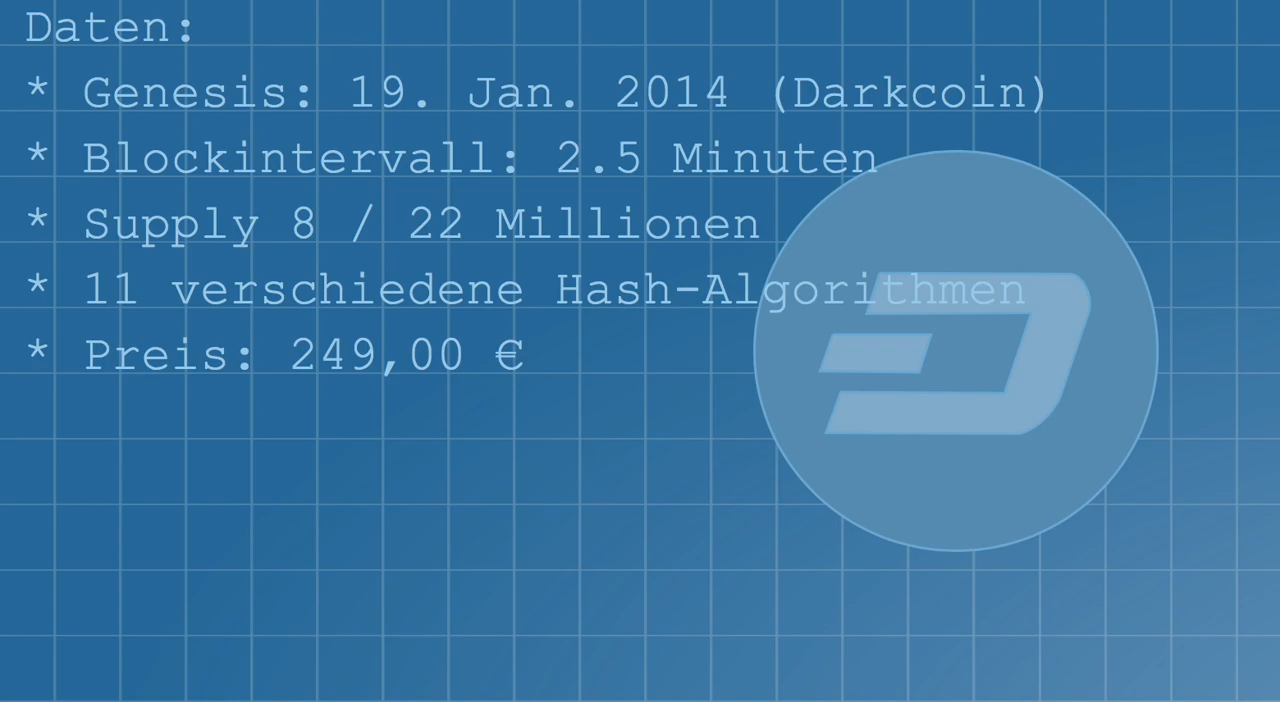 Daten:
* Genesis: 19. Jan. 2014 (Darkcoin)
* Blockintervall: 2.5 Minuten
* Supply 8 / 22 Millionen
* 11 verschiedene Hash-Algorithmen
* Preis: 249,00 €